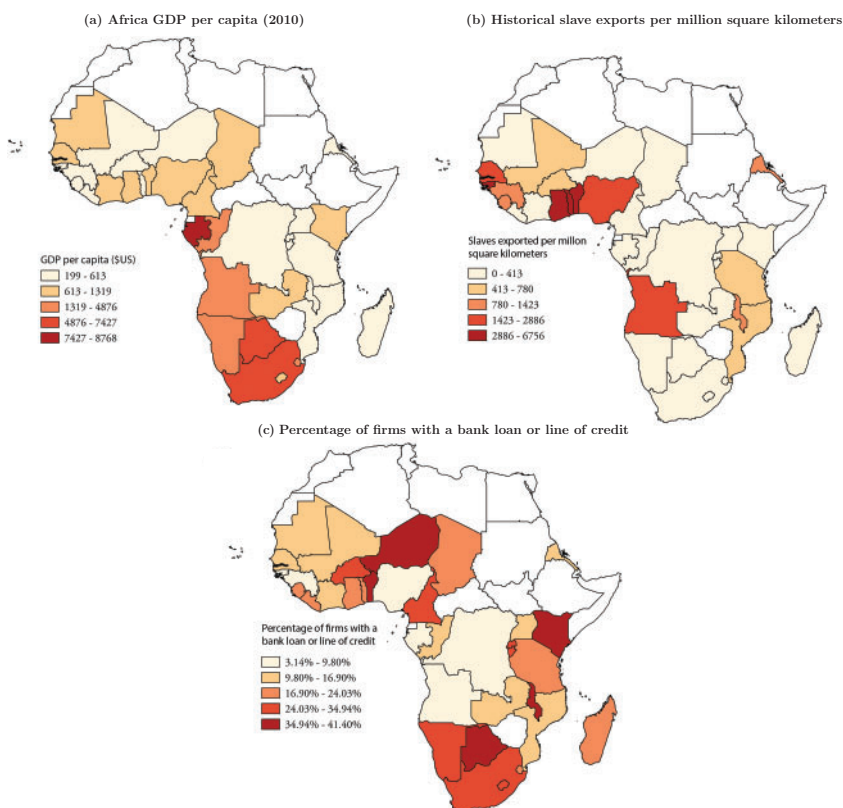 (a) Africa GDP per capita (2010)
(b) Historical slave exports per million square kilometers
GDP per capita ($US)
199 - 613
613 - 1319
1319 - 4876
4876 - 7427
7427 - 8768
Slaves exported per millon
square kilometers
0 - 413
413 - 780
780 - 1423
1423 - 2886
2886 - 6756
(c) Percentage of firms with a bank loan or line of credit
Percentage of firms with a
bank loan or line of credit
3.14% - 9.80%
9.80% - 16.90%
16.90% - 24.03%
24.03% - 34.94%
34.94% - 41.40%